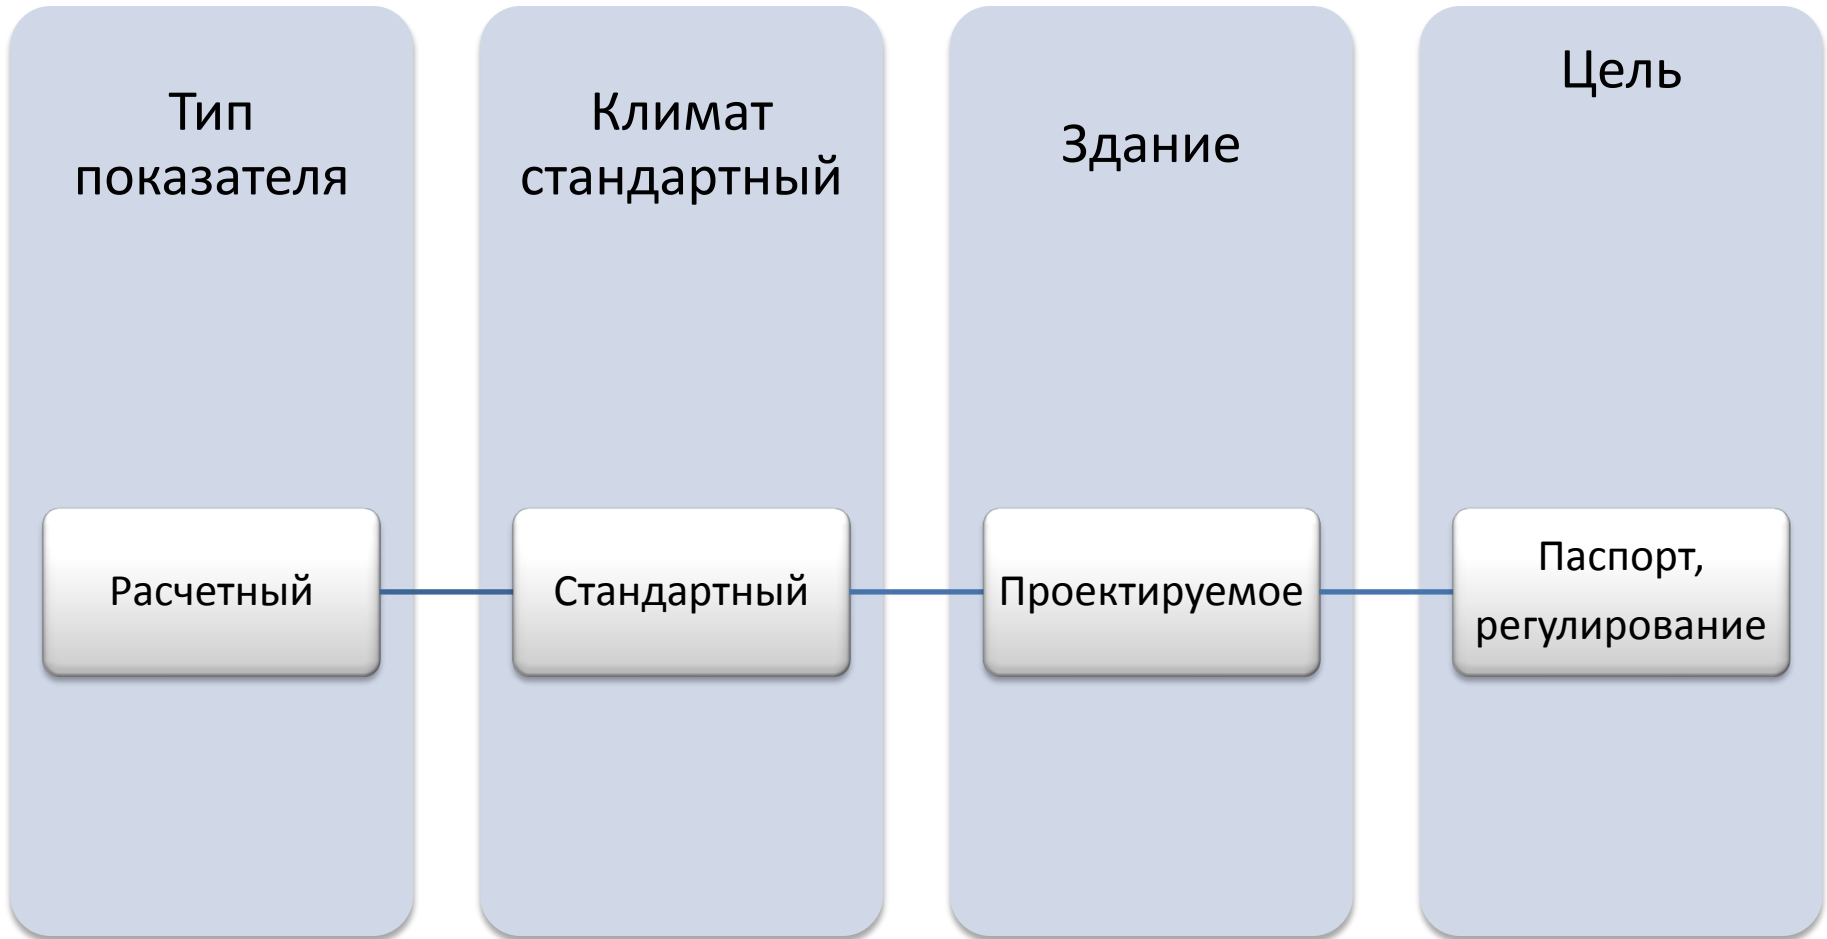 Тип
показателя
Климат
стандартный
Здание
Цель
Расчетный
Стандартный
Проектируемое
Паспорт,
регулирование